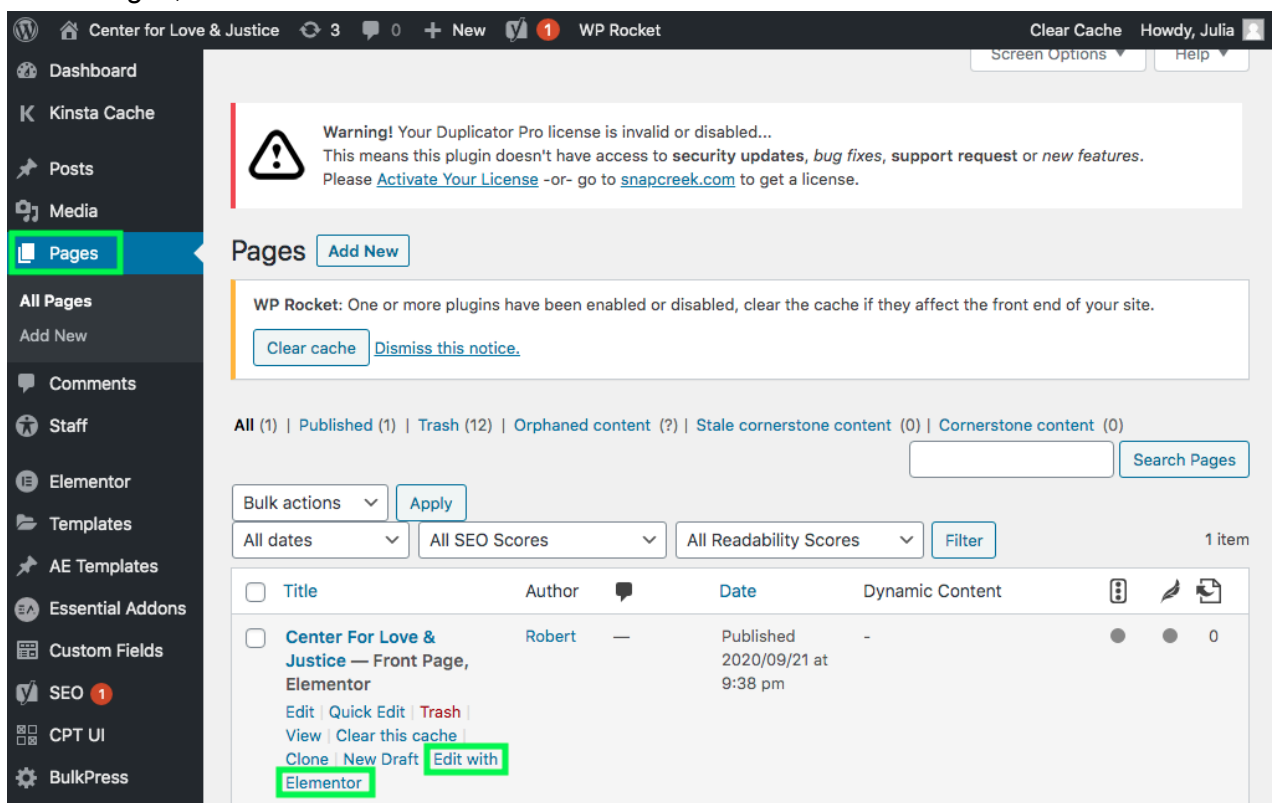 Center for Love & Justice 3 0 + New 1 WP Rocket Clear Cache Howdy, Julia
Screen Options Help
Dashboard
K Kinsta Cache
Posts
Media
Pages
All Pages
Add New
Comments
Staff
Elementor
Templates
AE Templates
Essential Addons
Custom Fields
SEO 1
CPT UI
BulkPress
Warning! Your Duplicator Pro license is invalid or disabled...
This means this plugin doesn't have access to security updates, bug fixes, support request or new features.
Please Activate Your License -or- go to snapcreek.com to get a license.
Pages Add New
WP Rocket: One or more plugins have been enabled or disabled, clear the cache if they affect the front end of your site.
Clear cache Dismiss this notice.
All (1) | Published (1) | Trash (12) | Orphaned content (?) | Stale cornerstone content (0) | Cornerstone content (0)
Search Pages
Bulk actions Apply
All dates All SEO Scores All Readability Scores Filter 1 item
Title Author Date Dynamic Content
Center For Love & Robert — Published - 0
Justice — Front Page, 2020/09/21 at
Elementor 9:38 pm
Edit | Quick Edit | Trash |
View | Clear this cache |
Clone | New Draft | Edit with
Elementor